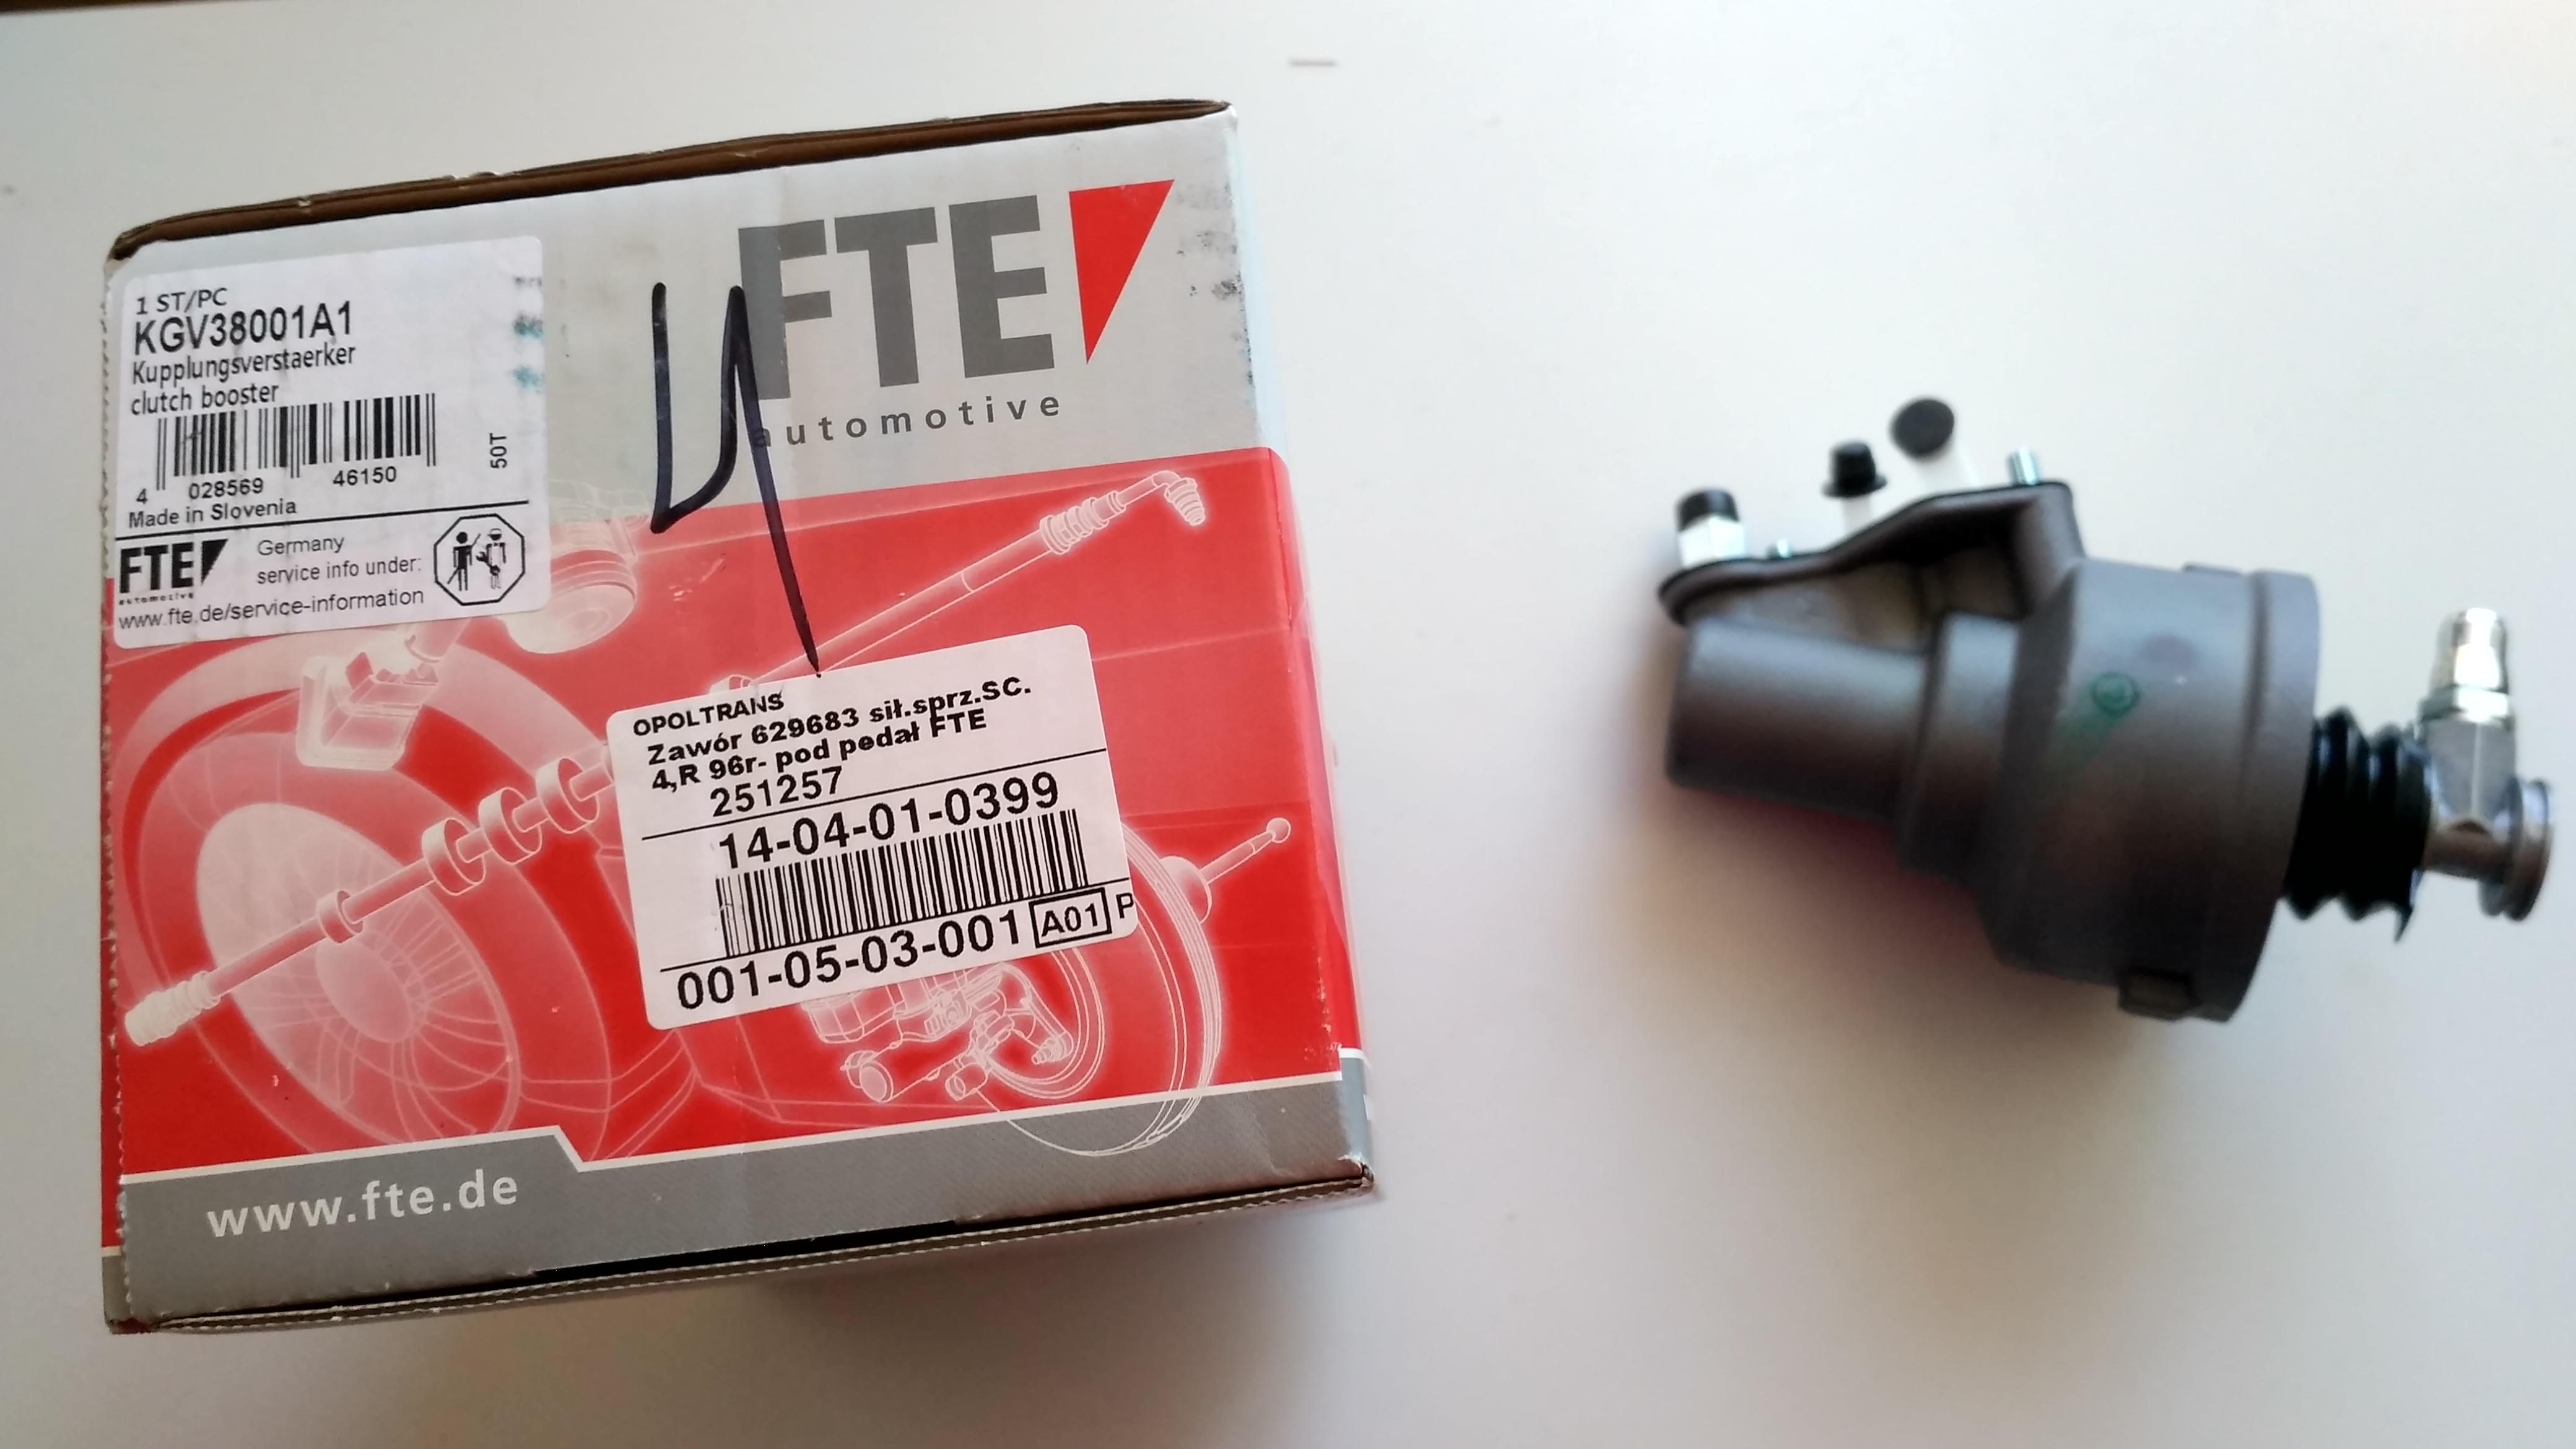 1 ST/PC
KGV38001A1
Kupplungsverstaerker
clutch booster
4 028569 46150
50T
Made in Slovenia
FTE
automotive
Germany
service info under:
www.fte.de/service-information
FTE
automotive
OPOLTRANS
Zawór 629683 sił.sprz.SC.
4,R 96r- pod pedał FTE
251257
14-04-01-0399
001-05-03-001 A01 P
www.fte.de